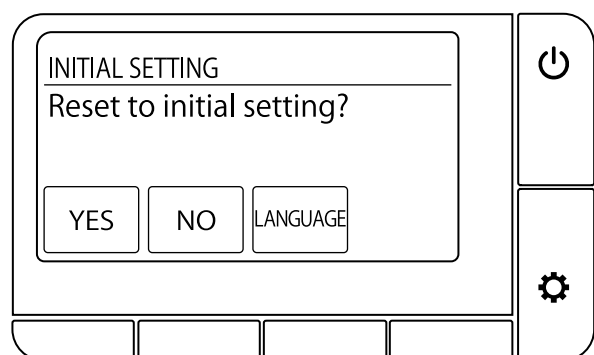 INITIAL SETTING
Reset to initial setting?
YES NO LANGUAGE